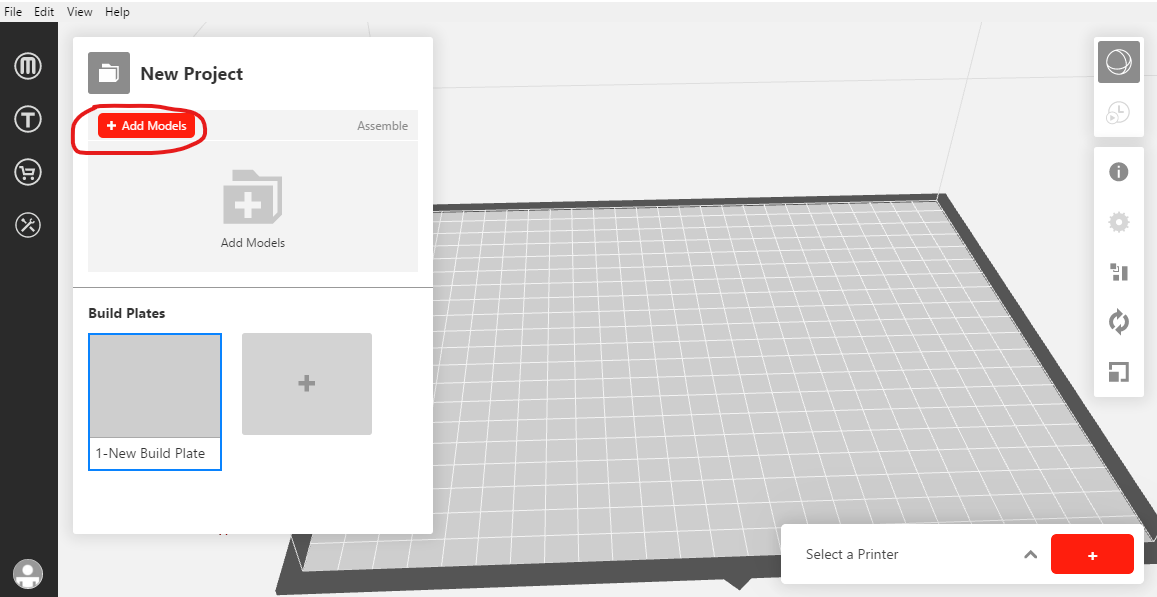 File Edit View Help
New Project
+ Add Models
Assemble
Add Models
Build Plates
1-New Build Plate
Select a Printer